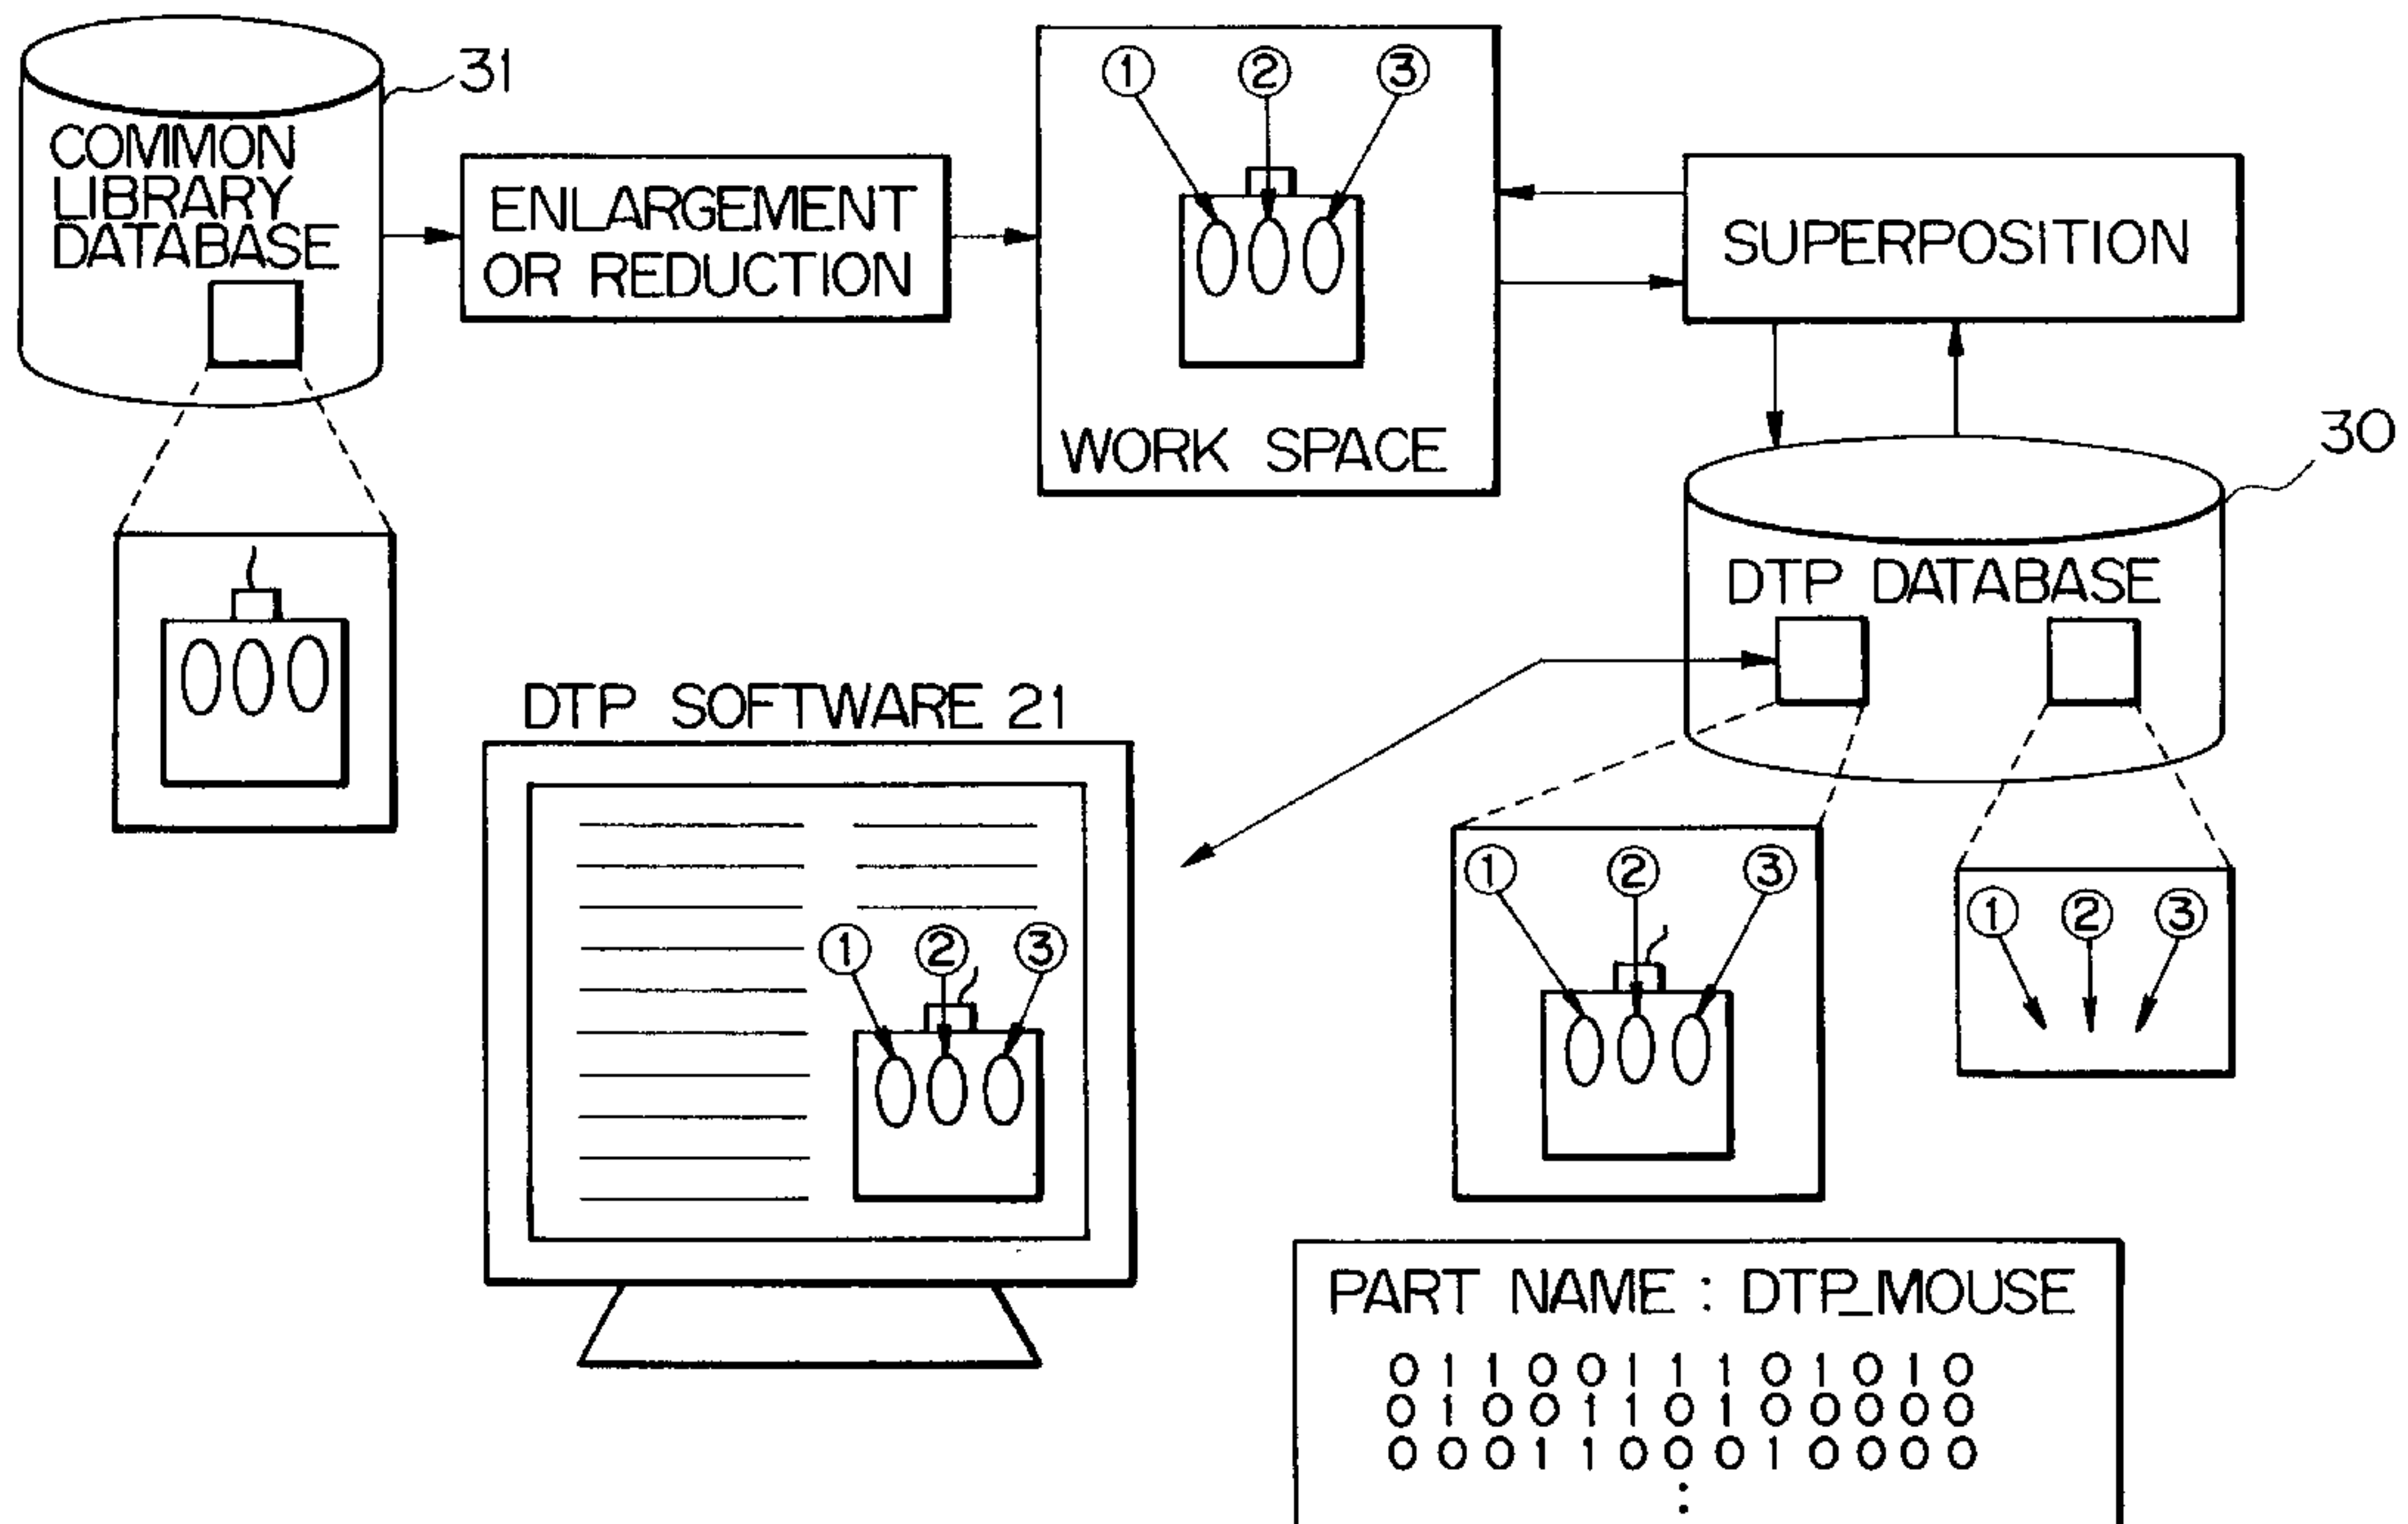 31
COMMON
LIBRARY
DATABASE
ENLARGEMENT
OR REDUCTION
① ② ③
WORK SPACE
SUPERPOSITION
30
DTP DATABASE
DTP SOFTWARE 21
① ② ③
① ② ③
① ② ③
PART NAME : DTP_MOUSE
0 1 1 0 0 1 1 1 0 1 0 1 0
0 1 0 0 1 1 0 1 0 0 0 0 0
0 0 0 1 1 0 0 0 1 0 0 0 0
: